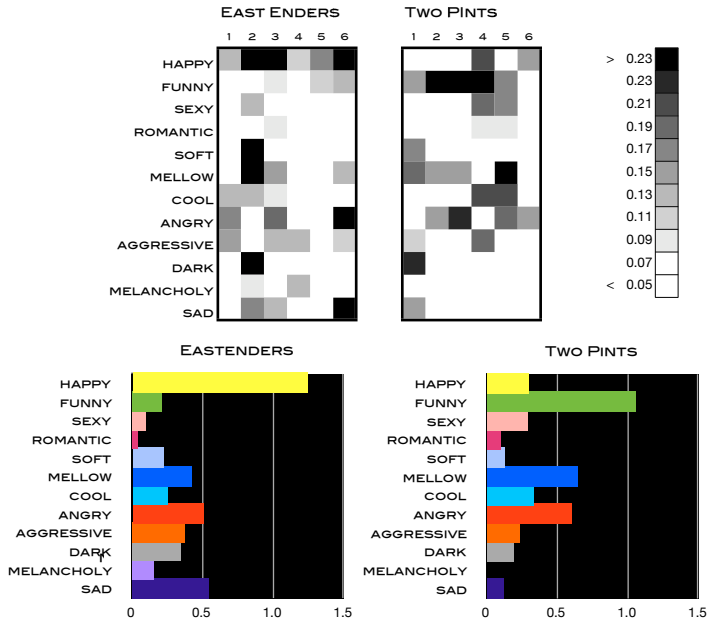 EAST ENDERS
TWO PINTS
1 2 3 4 5 6
1 2 3 4 5 6
HAPPY
FUNNY
SEXY
ROMANTIC
SOFT
MELLOW
COOL
ANGRY
AGGRESSIVE
DARK
MELANCHOLY
SAD
> 0.23
0.23
0.21
0.19
0.17
0.15
0.13
0.11
0.09
0.07
< 0.05
EASTENDERS
HAPPY
FUNNY
SEXY
ROMANTIC
SOFT
MELLOW
COOL
ANGRY
AGGRESSIVE
DARK
MELANCHOLY
SAD
0 0.5 1.0 1.5
TWO PINTS
HAPPY
FUNNY
SEXY
ROMANTIC
SOFT
MELLOW
COOL
ANGRY
AGGRESSIVE
DARK
MELANCHOLY
SAD
0 0.5 1.0 1.5